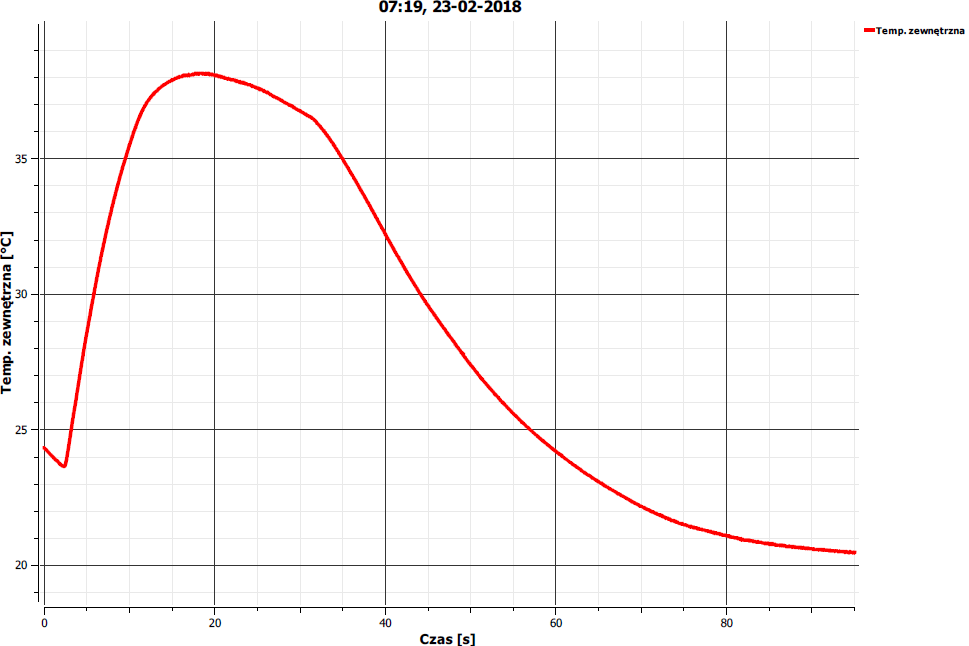 07:19, 23-02-2018
Temp. zewnętrzna
35
30
25
20
Temp. zewnętrzna [°C]
0 20 40 60 80
Czas [s]